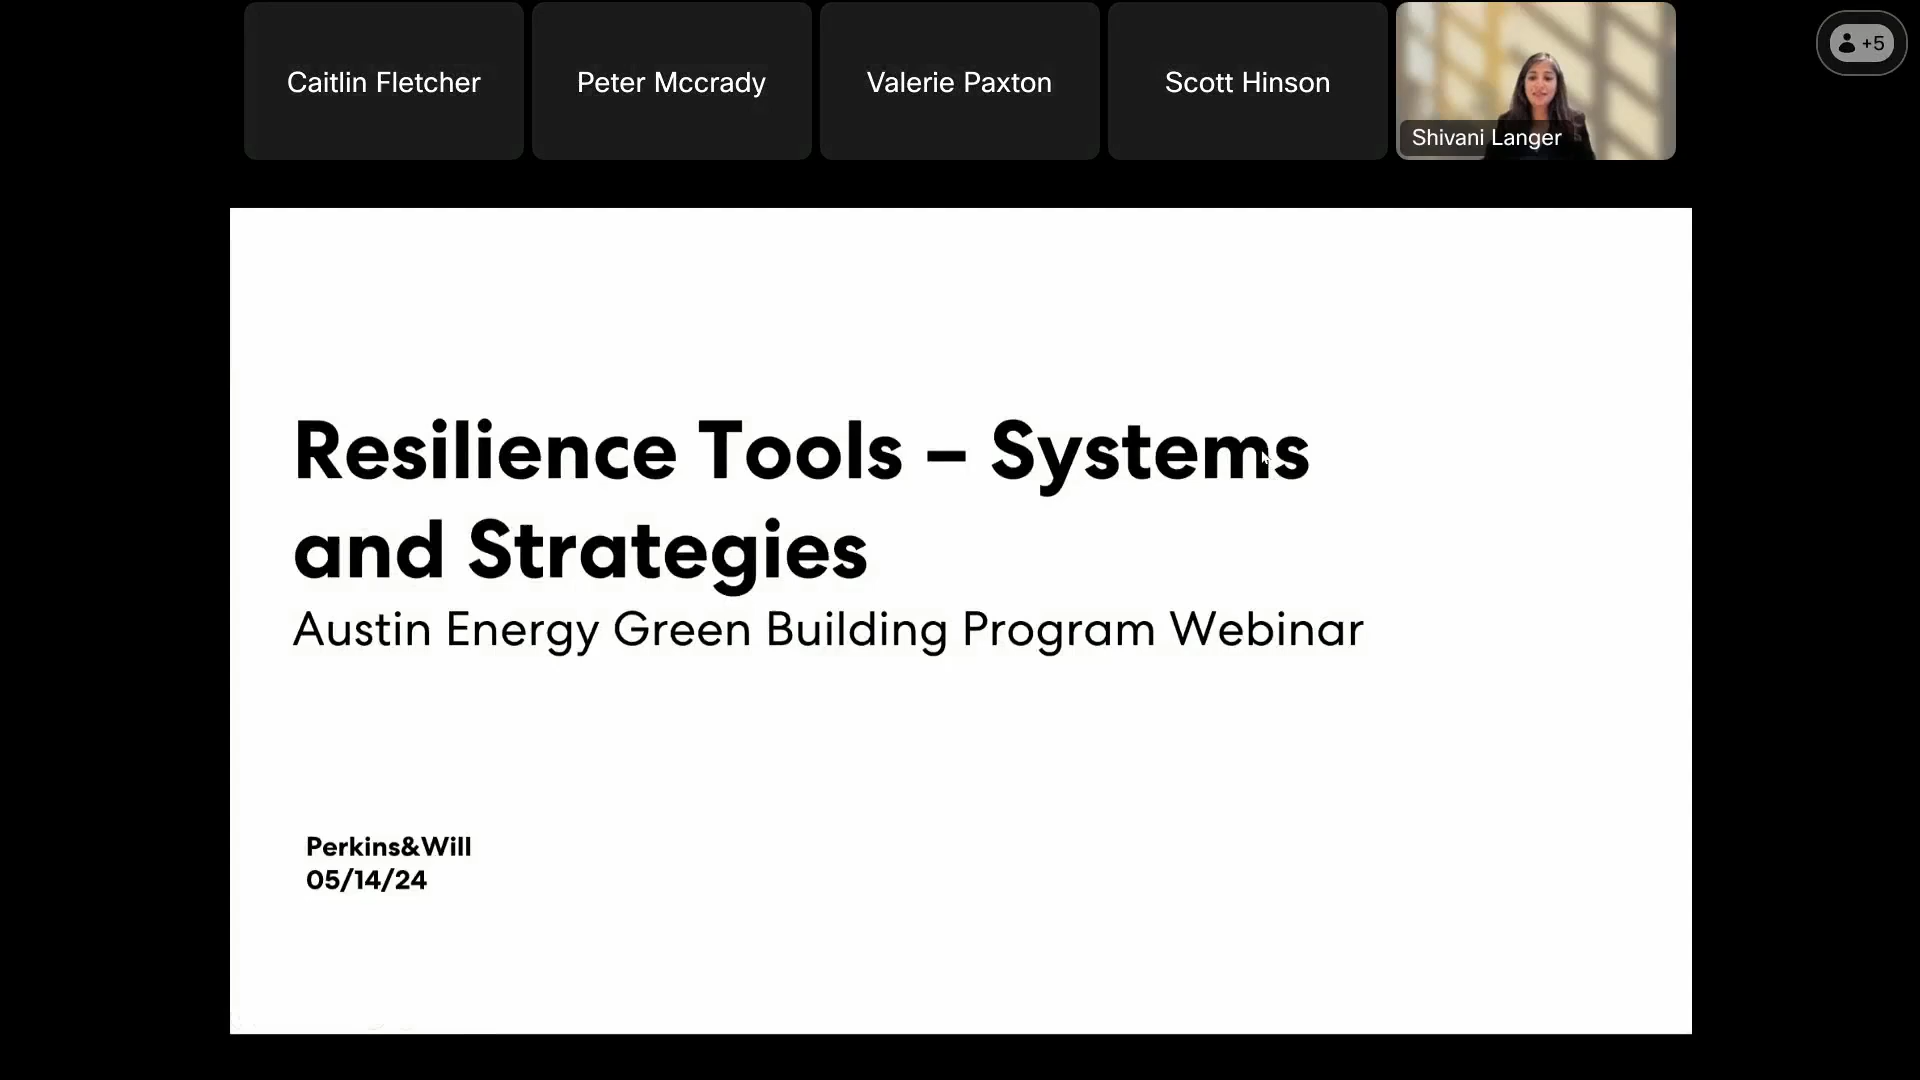 Caitlin Fletcher
Peter Mccrady
Valerie Paxton
Scott Hinson
Shivani Langer
+5
Resilience Tools – Systems
and Strategies
Austin Energy Green Building Program Webinar
Perkins&Will
05/14/24